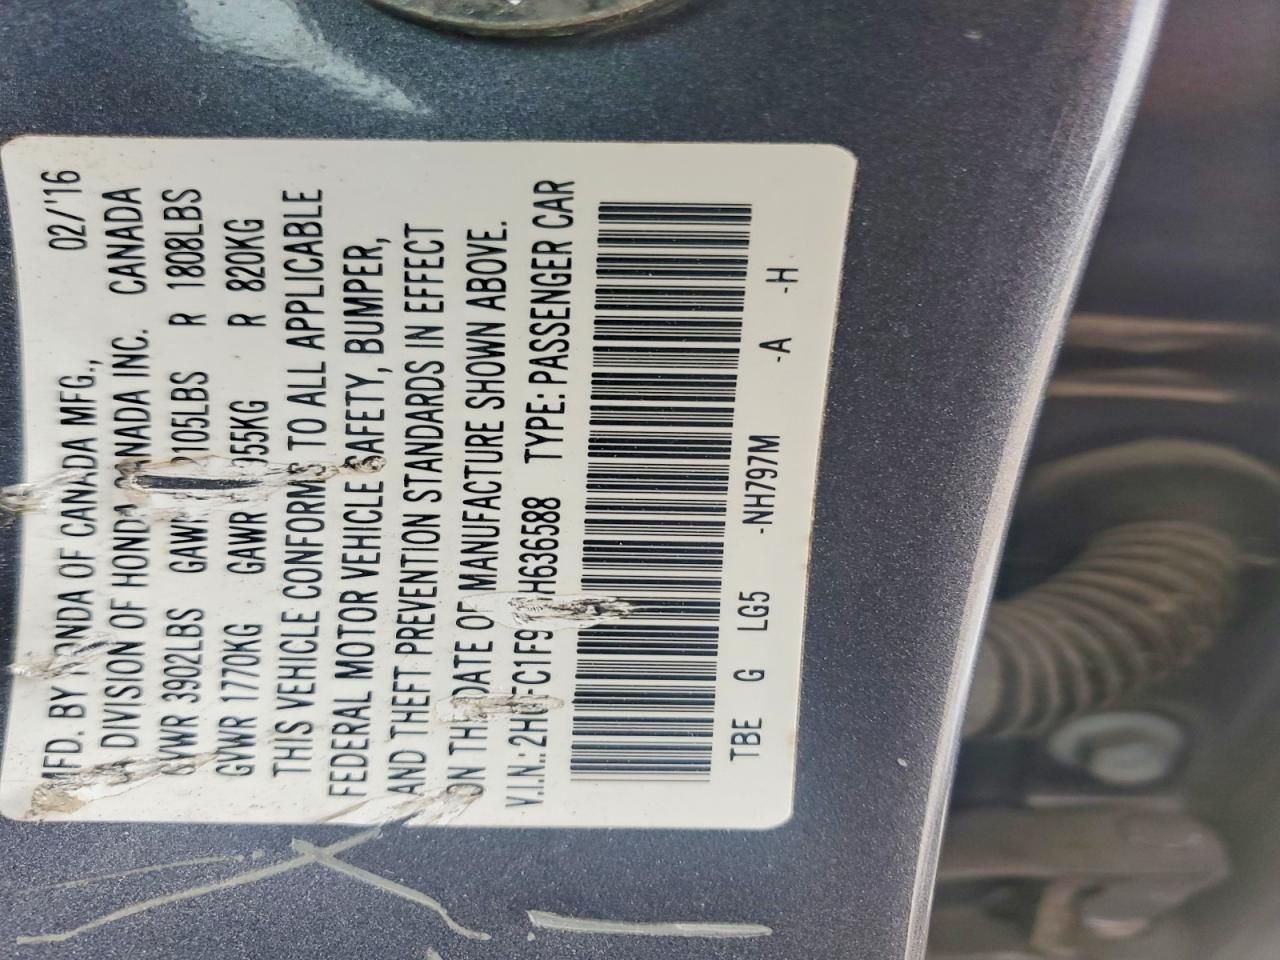 MFD. BY HONDA OF CANADA MFG., 02/'16
DIVISION OF HONDA CANADA INC. CANADA
GVWR 3902LBS GAWR 2105LBS R 1808LBS
GVWR 1770KG GAWR 955KG R 820KG
THIS VEHICLE CONFORMS TO ALL APPLICABLE
FEDERAL MOTOR VEHICLE SAFETY, BUMPER,
AND THEFT PREVENTION STANDARDS IN EFFECT
ON THE DATE OF MANUFACTURE SHOWN ABOVE.
V.I.N.: TYPE: PASSENGER CAR
TBE G LG5 -NH797M -A -H